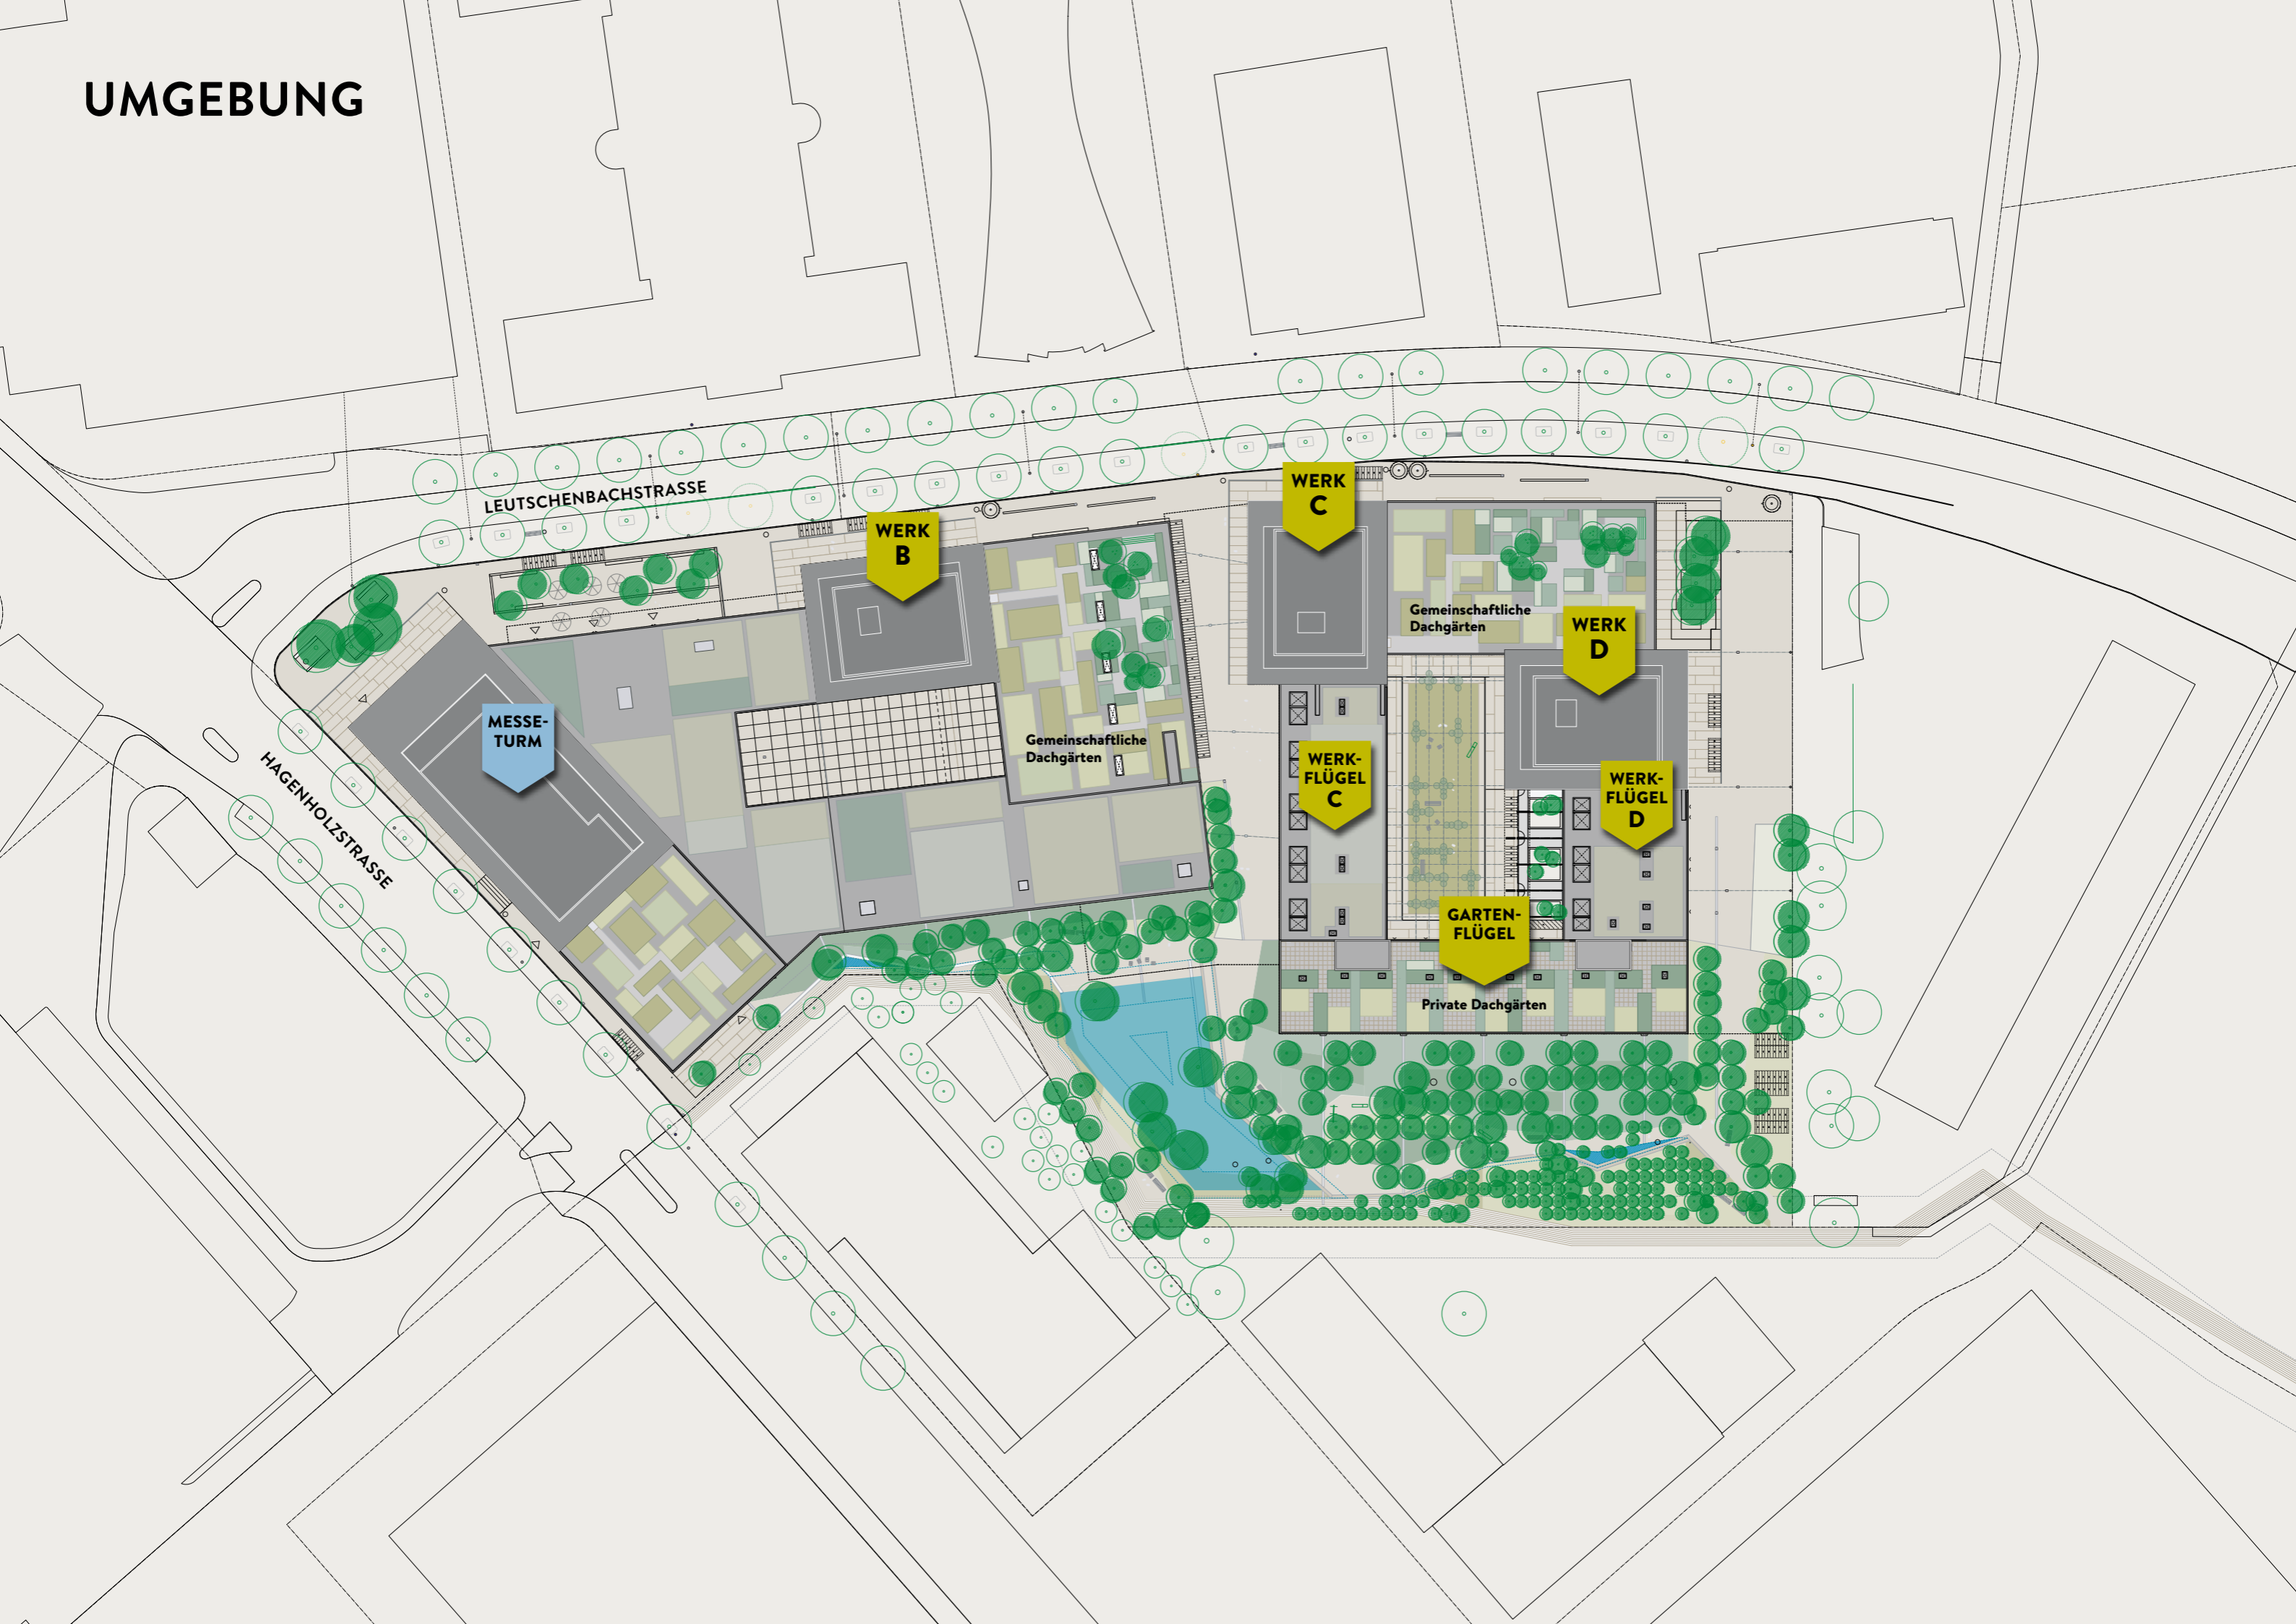 UMGEBUNG
LEUTSCHENBACHSTRASSE
HAGENHOLZSTRASSE
MESSE-
TURM
WERK
B
Gemeinschaftliche
Dachgärten
WERK
C
Gemeinschaftliche
Dachgärten
WERK
D
WERK-
FLÜGEL
C
WERK-
FLÜGEL
D
GARTEN-
FLÜGEL
Private Dachgärten